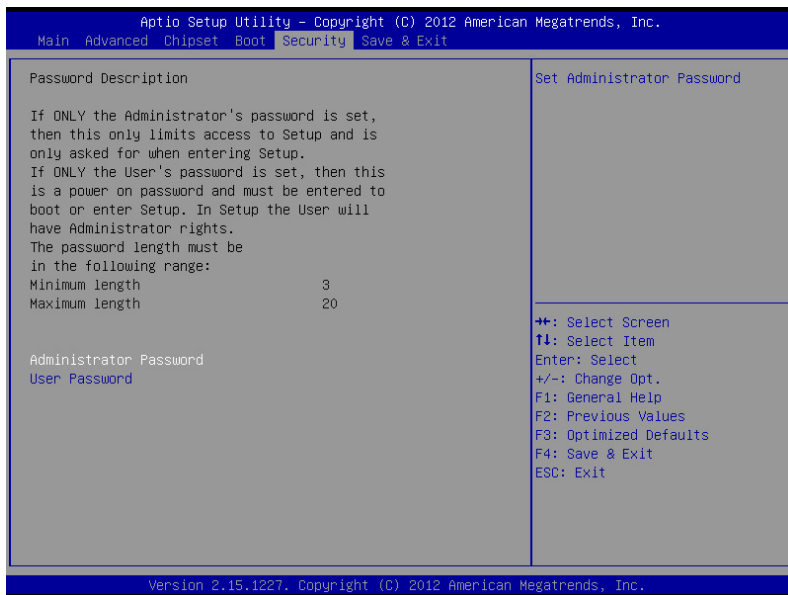 Aptio Setup Utility – Copyright (C) 2012 American Megatrends, Inc.
Main Advanced Chipset Boot Security Save & Exit
Password Description
If ONLY the Administrator's password is set,
then this only limits access to Setup and is
only asked for when entering Setup.
If ONLY the User's password is set, then this
is a power on password and must be entered to
boot or enter Setup. In Setup the User will
have Administrator rights.
The password length must be
in the following range:
Minimum length 3
Maximum length 20
Administrator Password
User Password
Set Administrator Password
→←: Select Screen
↑↓: Select Item
Enter: Select
+/-: Change Opt.
F1: General Help
F2: Previous Values
F3: Optimized Defaults
F4: Save & Exit
ESC: Exit
Version 2.15.1227. Copyright (C) 2012 American Megatrends, Inc.